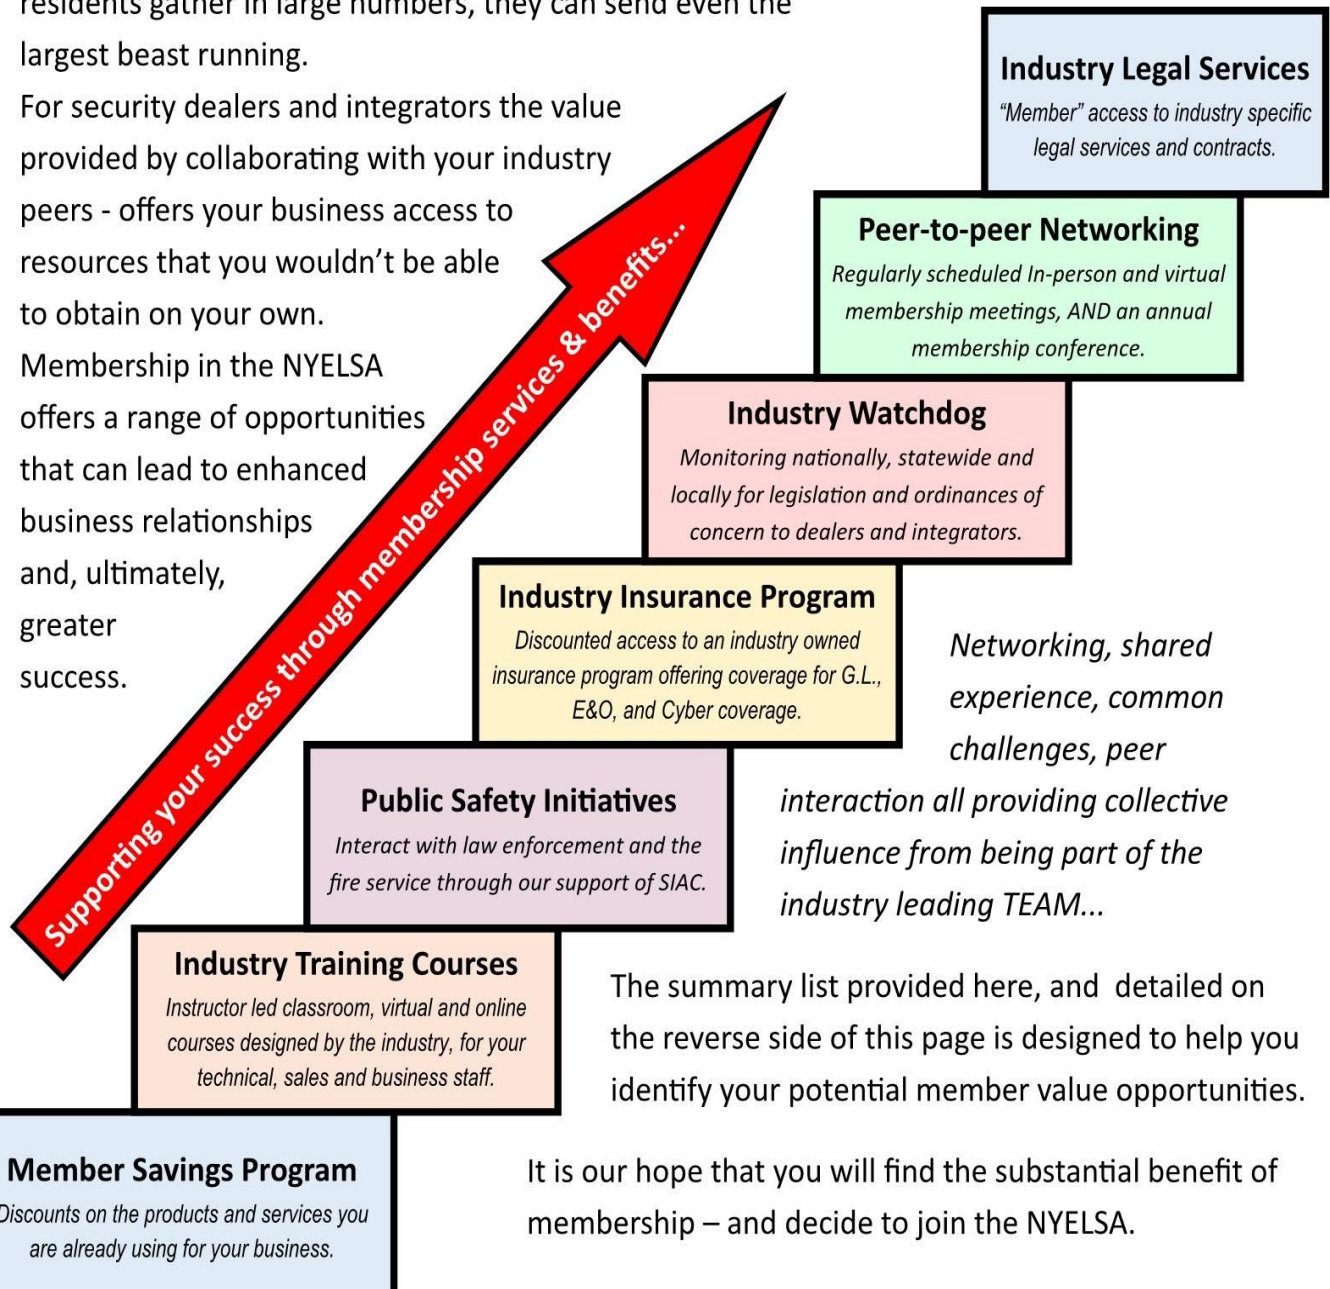 residents gather in large numbers, they can send even the
largest beast running.
For security dealers and integrators the value
provided by collaborating with your industry
peers - offers your business access to
resources that you wouldn't be able
to obtain on your own.
Membership in the NYELSA
offers a range of opportunities
that can lead to enhanced
business relationships
and, ultimately,
greater
success.
Supporting your success through membership services & benefits...
Industry Legal Services
“Member” access to industry specific
legal services and contracts.
Peer-to-peer Networking
Regularly scheduled In-person and virtual
membership meetings, AND an annual
membership conference.
Industry Watchdog
Monitoring nationally, statewide and
locally for legislation and ordinances of
concern to dealers and integrators.
Industry Insurance Program
Discounted access to an industry owned
insurance program offering coverage for G.L.,
E&O, and Cyber coverage.
Public Safety Initiatives
Interact with law enforcement and the
fire service through our support of SIAC.
Industry Training Courses
Instructor led classroom, virtual and online
courses designed by the industry, for your
technical, sales and business staff.
Member Savings Program
Discounts on the products and services you
are already using for your business.
Networking, shared
experience, common
challenges, peer
interaction all providing collective
influence from being part of the
industry leading TEAM...
The summary list provided here, and  detailed on
the reverse side of this page is designed to help you
identify your potential member value opportunities.
It is our hope that you will find the substantial benefit of
membership – and decide to join the NYELSA.